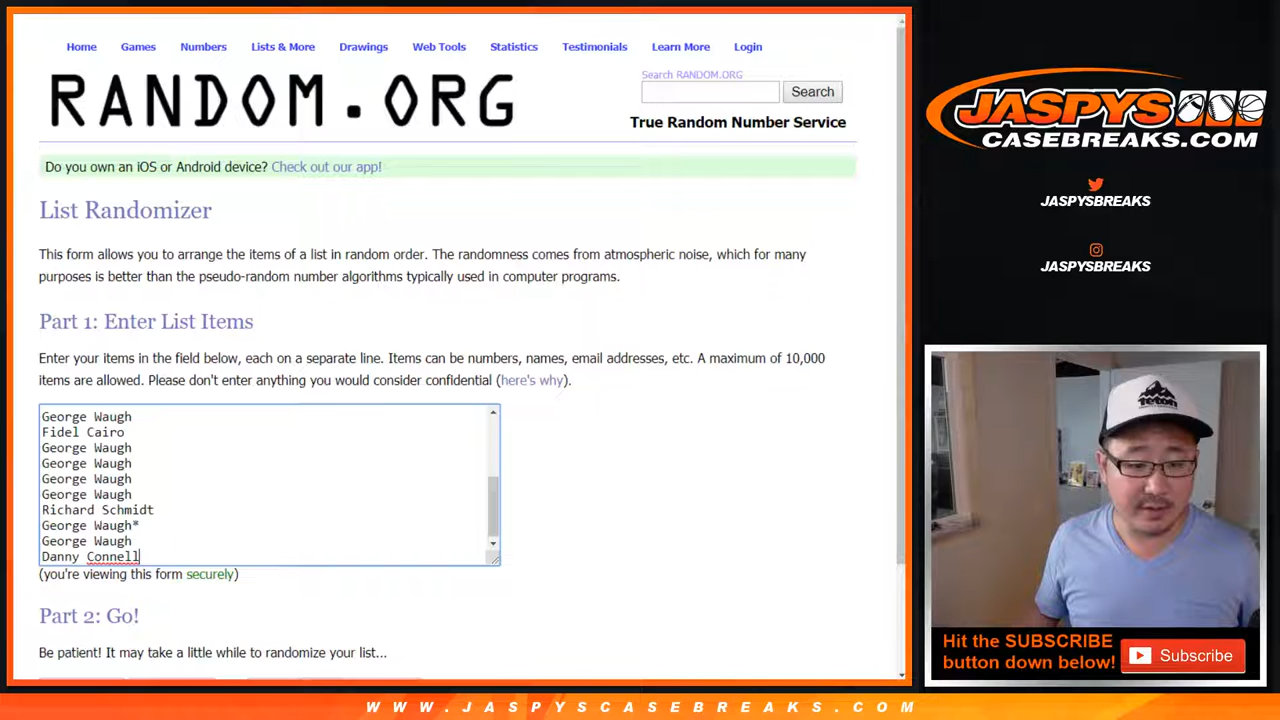 Home Games Numbers Lists & More Drawings Web Tools Statistics Testimonials Learn More Login
RANDOM.ORG
Search RANDOM.ORG
Search
True Random Number Service
Do you own an iOS or Android device? Check out our app!
List Randomizer
This form allows you to arrange the items of a list in random order. The randomness comes from atmospheric noise, which for many
purposes is better than the pseudo-random number algorithms typically used in computer programs.
Part 1: Enter List Items
Enter your items in the field below, each on a separate line. Items can be numbers, names, email addresses, etc. A maximum of 10,000
items are allowed. Please don't enter anything you would consider confidential (here's why).
George Waugh
Fidel Cairo
George Waugh
George Waugh
George Waugh
George Waugh
Richard Schmidt
George Waugh*
George Waugh
Danny Connell
(you're viewing this form securely)
Part 2: Go!
Be patient! It may take a little while to randomize your list...
JASPYS
CASEBREAKS.COM
JASPYSBREAKS
JASPYSBREAKS
TETON
Hit the SUBSCRIBE
button down below!
Subscribe
WWW.JASPYSCASEBREAKS.COM